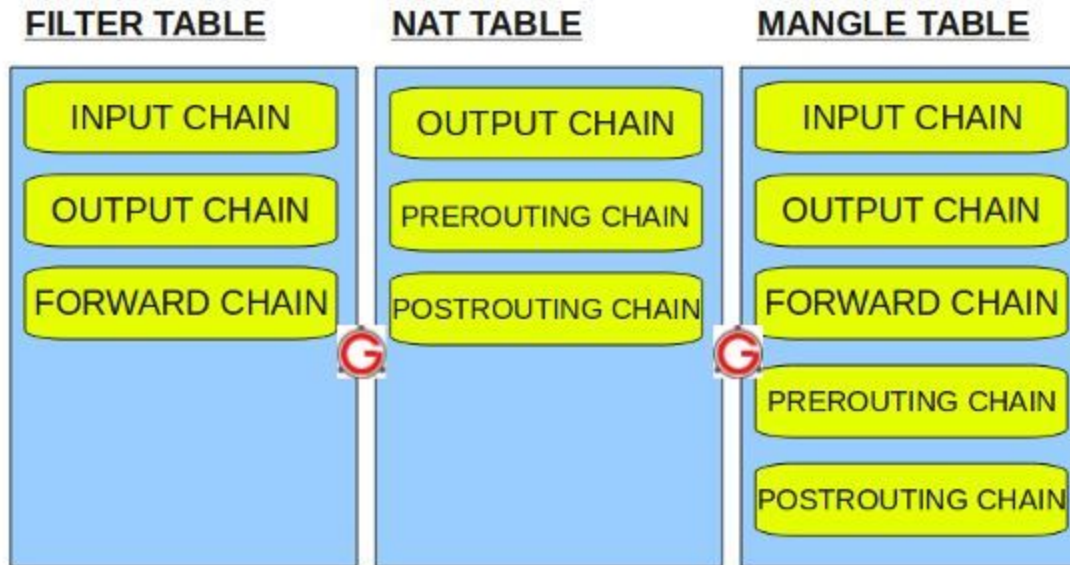 FILTER TABLE
INPUT CHAIN
OUTPUT CHAIN
FORWARD CHAIN
NAT TABLE
OUTPUT CHAIN
PREROUTING CHAIN
POSTROUTING CHAIN
MANGLE TABLE
INPUT CHAIN
OUTPUT CHAIN
FORWARD CHAIN
PREROUTING CHAIN
POSTROUTING CHAIN
G
G